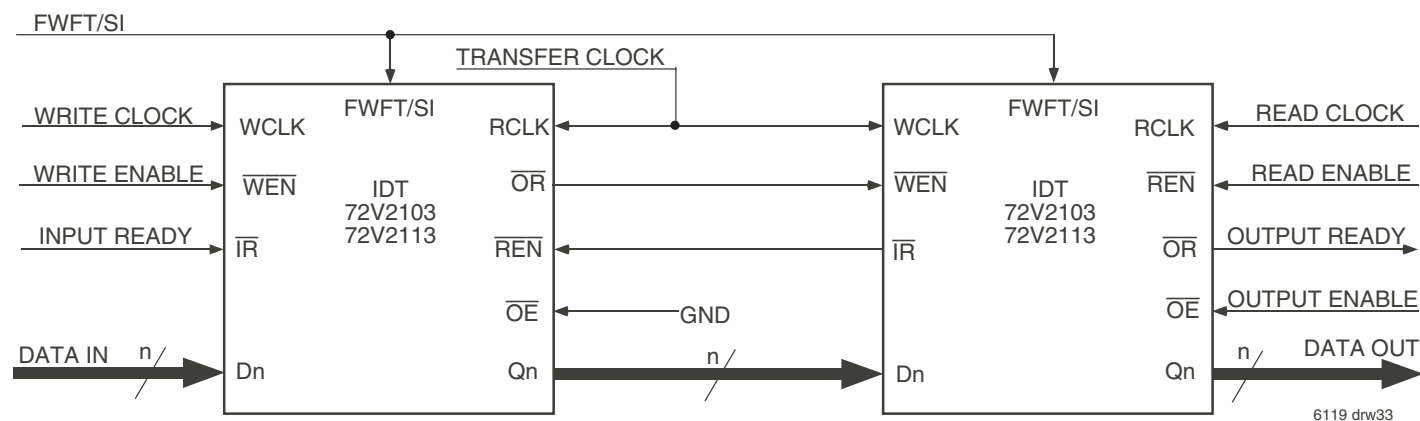 FWFT/SI
TRANSFER CLOCK
WRITE CLOCK
WCLK
FWFT/SI
RCLK
WCLK
FWFT/SI
RCLK
READ CLOCK
WRITE ENABLE
WEN
IDT
72V2103
72V2113
OR
WEN
IDT
72V2103
72V2113
REN
READ ENABLE
INPUT READY
IR
REN
IR
OR
OUTPUT READY
OE
GND
OE
OUTPUT ENABLE
DATA IN
n
Dn
Qn
n
Dn
Qn
n
DATA OUT
6119 drw33